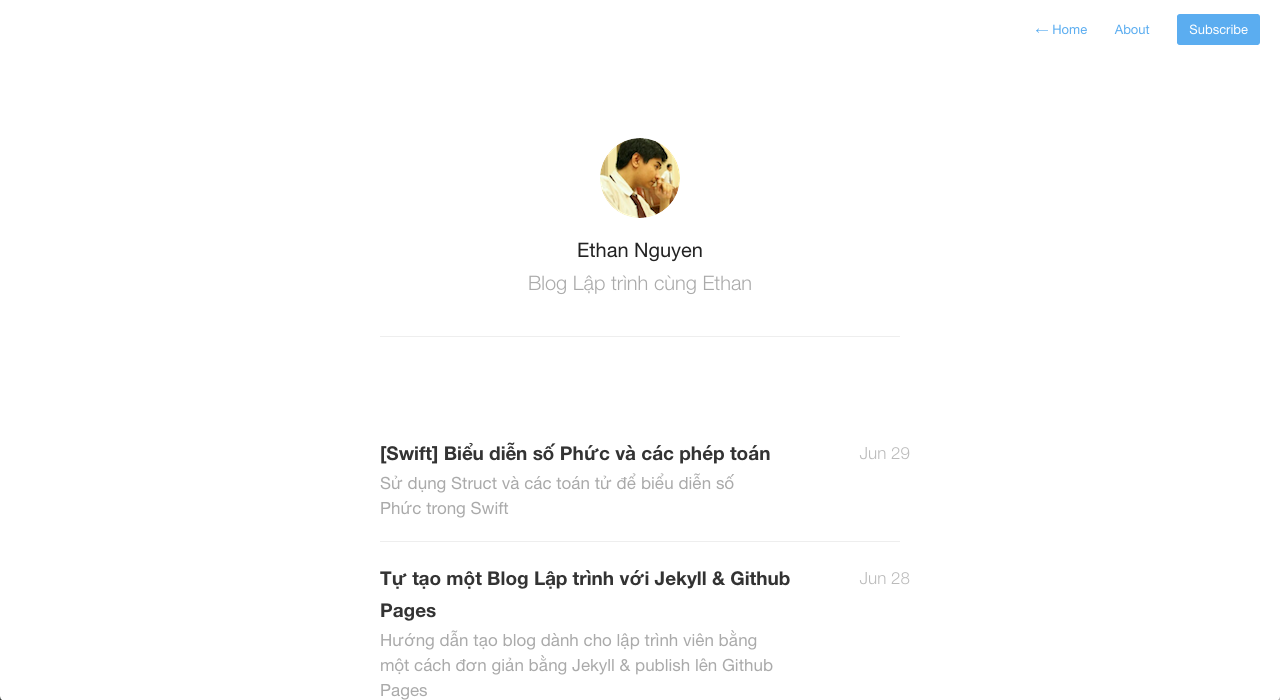 ← Home About Subscribe
Ethan Nguyen
Blog Lập trình cùng Ethan
[Swift] Biểu diễn số Phức và các phép toán Jun 29
Sử dụng Struct và các toán tử để biểu diễn số
Phức trong Swift
Tự tạo một Blog Lập trình với Jekyll & Github Jun 28
Pages
Hướng dẫn tạo blog dành cho lập trình viên bằng
một cách đơn giản bằng Jekyll & publish lên Github
Pages